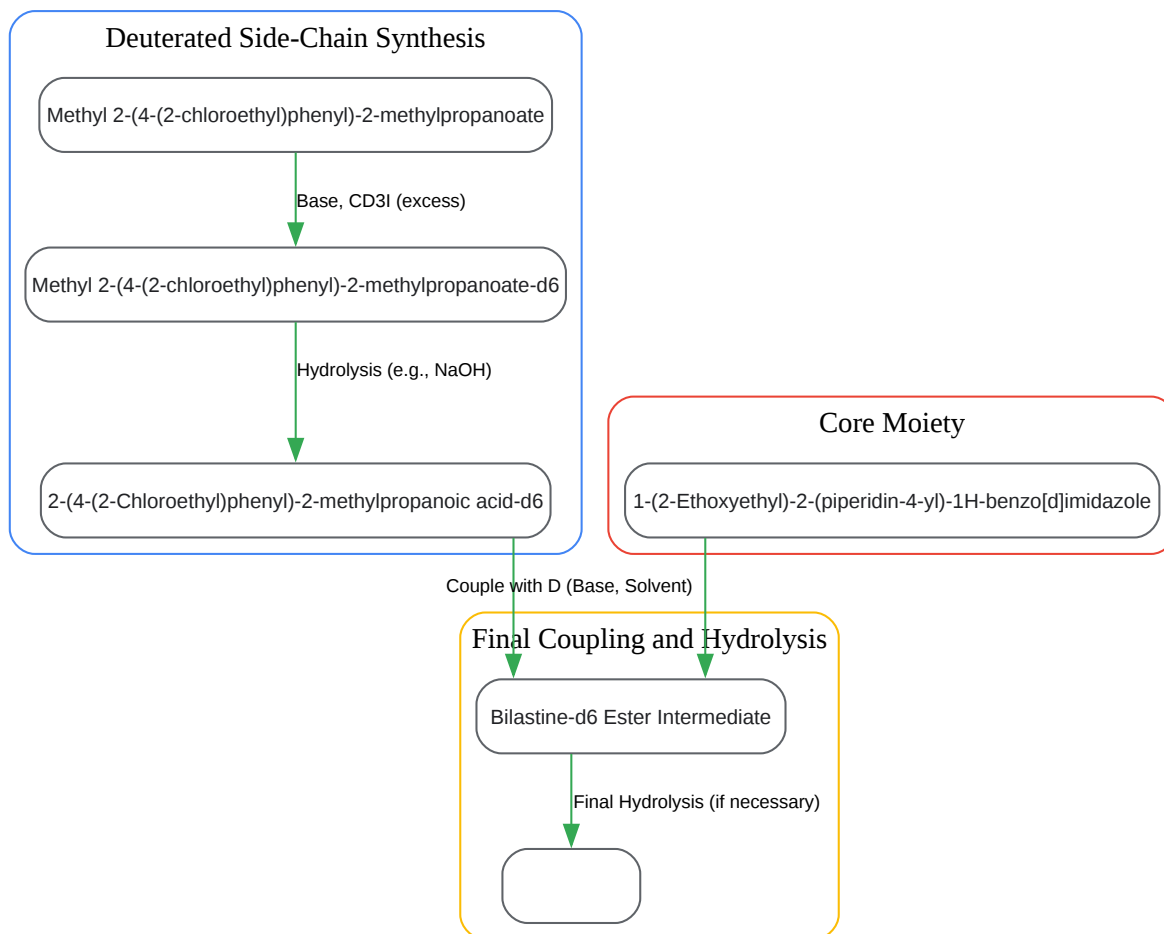 Deuterated Side-Chain Synthesis
Methyl 2-(4-(2-chloroethyl)phenyl)-2-methylpropanoate
Base, CD3I (excess)
Methyl 2-(4-(2-chloroethyl)phenyl)-2-methylpropanoate-d6
Hydrolysis (e.g., NaOH)
2-(4-(2-Chloroethyl)phenyl)-2-methylpropanoic acid-d6
Core Moiety
1-(2-Ethoxyethyl)-2-(piperidin-4-yl)-1H-benzo[d]imidazole
Couple with D (Base, Solvent)
Final Coupling and Hydrolysis
Bilastine-d6 Ester Intermediate
Final Hydrolysis (if necessary)